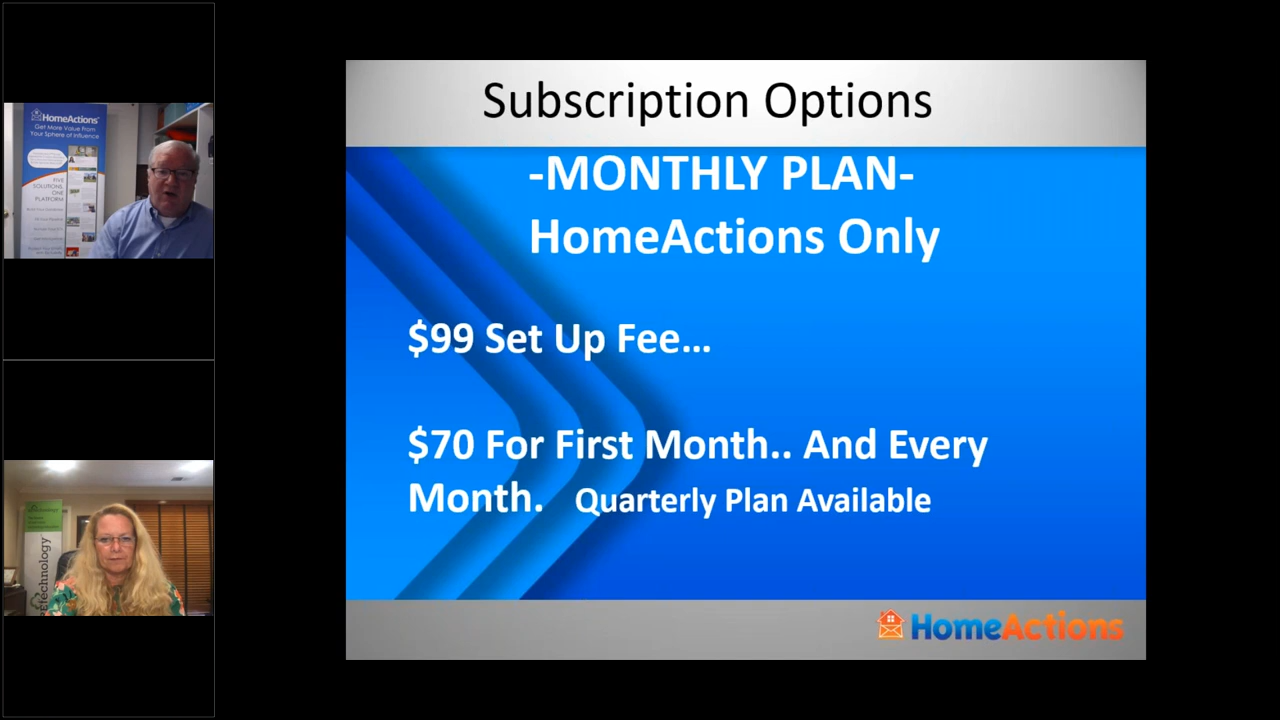 HomeActions
Get More Value From
Your Sphere of Influence
FIVE
SOLUTIONS,
ONE
PLATFORM
technology
Subscription Options
-MONTHLY PLAN-
HomeActions Only
$99 Set Up Fee...
$70 For First Month.. And Every
Month. Quarterly Plan Available
HomeActions